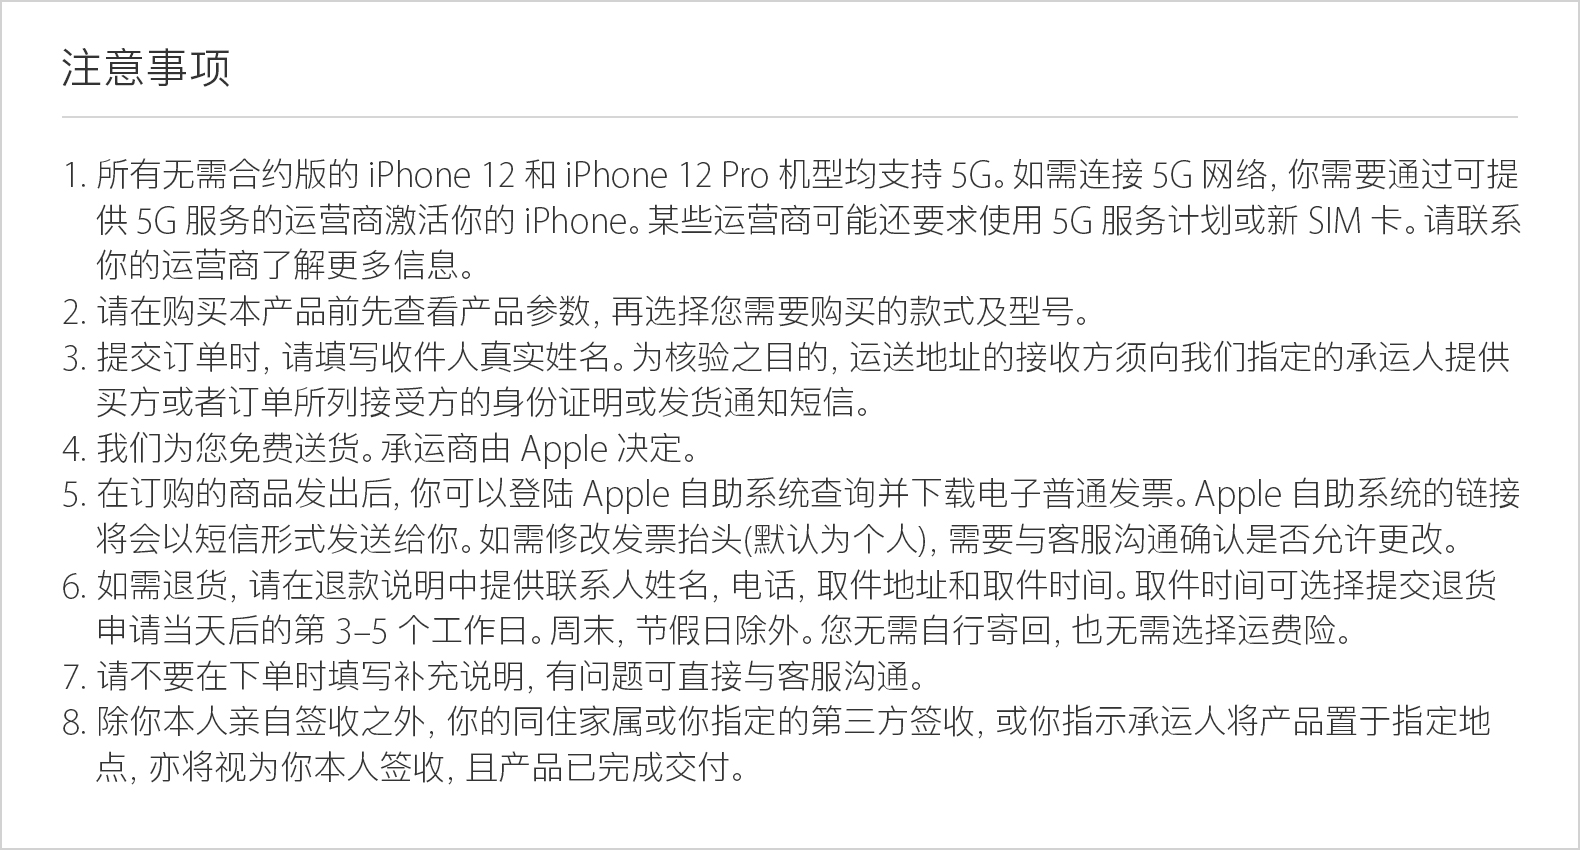 注意事项
1. 所有无需合约版的 iPhone 12 和 iPhone 12 Pro 机型均支持 5G。如需连接 5G 网络, 你需要通过可提
供 5G 服务的运营商激活你的 iPhone。某些运营商可能还要求使用 5G 服务计划或新 SIM 卡。请联系
你的运营商了解更多信息。
2. 请在购买本产品前先查看产品参数, 再选择您需要购买的款式及型号。
3. 提交订单时, 请填写收件人真实姓名。为核验之目的, 运送地址的接收方须向我们指定的承运人提供
买方或者订单所列接受方的身份证明或发货通知短信。
4. 我们为您免费送货。承运商由 Apple 决定。
5. 在订购的商品发出后, 你可以登陆 Apple 自助系统查询并下载电子普通发票。Apple 自助系统的链接
将会以短信形式发送给你。如需修改发票抬头(默认为个人), 需要与客服沟通确认是否允许更改。
6. 如需退货, 请在退款说明中提供联系人姓名, 电话, 取件地址和取件时间。取件时间可选择提交退货
申请当天后的第 3–5 个工作日。周末, 节假日除外。您无需自行寄回, 也无需选择运费险。
7. 请不要在下单时填写补充说明, 有问题可直接与客服沟通。
8. 除你本人亲自签收之外, 你的同住家属或你指定的第三方签收, 或你指示承运人将产品置于指定地
点, 亦将视为你本人签收, 且产品已完成交付。